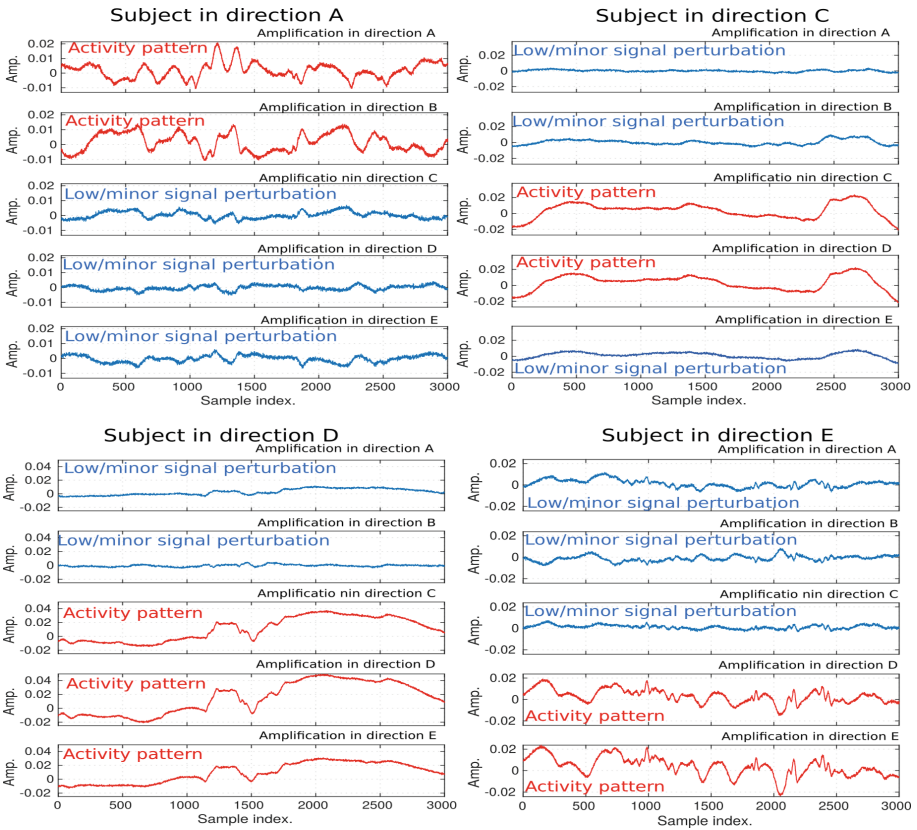 Subject in direction A
Amplification in direction A
Amp.
0.02
0
-0.01
Activity pattern
Amplification in direction B
Amp.
0.02
0.01
0
-0.01
Activity pattern
Amplificatio nin direction C
Amp.
0.02
0.01
0
-0.01
Low/minor signal perturbation
Amplification in direction D
Amp.
0.02
0.01
0
-0.01
Low/minor signal perturbation
Amplification in direction E
Amp.
0.02
0.01
0
-0.01
Low/minor signal perturbation
0 500 1000 1500 2000 2500 3000
Sample index.
Subject in direction C
Amplification in direction A
Amp.
0.02
0
-0.02
Low/minor signal perturbation
Amplification in direction B
Amp.
0.02
0
-0.02
Low/minor signal perturbation
Amplificatio nin direction C
Amp.
0.02
0
-0.02
Activity pattern
Amplification in direction D
Amp.
0.02
0
-0.02
Activity pattern
Amplification in direction E
Amp.
0.02
0
-0.02
Low/minor signal perturbation
0 500 1000 1500 2000 2500 3000
Sample index.
Subject in direction D
Amplification in direction A
Amp.
0.04
0.02
0
-0.02
Low/minor signal perturbation
Amplification in direction B
Amp.
0.04
0.02
0
-0.02
Low/minor signal perturbation
Amplificatio nin direction C
Amp.
0.04
0.02
0
-0.02
Activity pattern
Amplification in direction D
Amp.
0.04
0.02
0
-0.02
Activity pattern
Amplification in direction E
Amp.
0.04
0.02
0
-0.02
Activity pattern
0 500 1000 1500 2000 2500 3000
Sample index.
Subject in direction E
Amplification in direction A
Amp.
0.02
0
-0.02
Low/minor signal perturbation
Amplification in direction B
Amp.
0.02
0
-0.02
Low/minor signal perturbation
Amplificatio nin direction C
Amp.
0.02
0
-0.02
Low/minor signal perturbation
Amplification in direction D
Amp.
0.02
0
-0.02
Activity pattern
Amplification in direction E
Amp.
0.02
0
-0.02
Activity pattern
0 500 1000 1500 2000 2500 3000
Sample index.